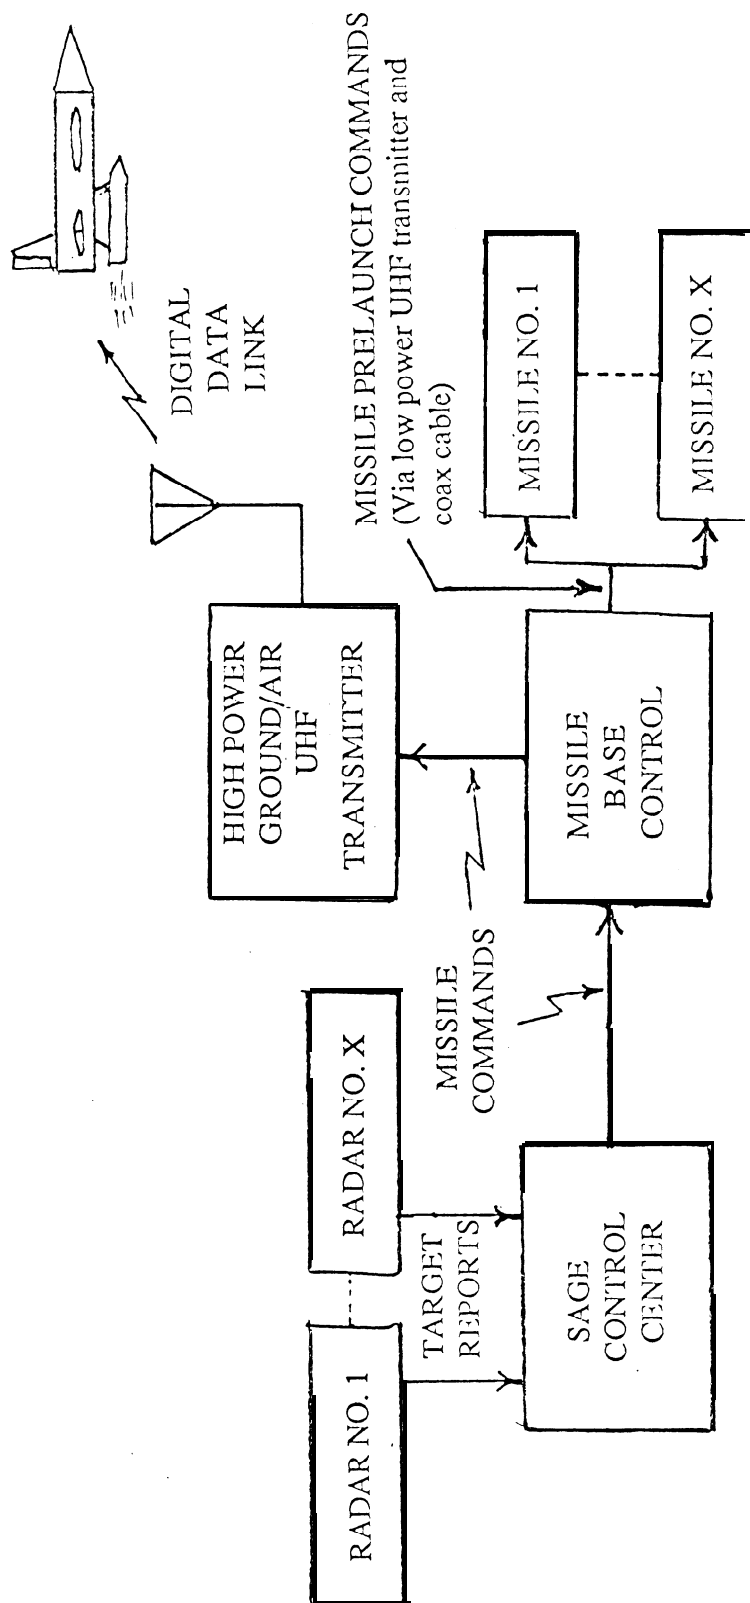 RADAR NO. 1
RADAR NO. X
TARGET
REPORTS
SAGE
CONTROL
CENTER
MISSILE
COMMANDS
HIGH POWER
GROUND/AIR
UHF
TRANSMITTER
DIGITAL
DATA
LINK
MISSILE
BASE
CONTROL
MISSILE PRELAUNCH COMMANDS
(Via low power UHF transmitter and
coax cable)
MISSILE NO. 1
MISSILE NO. X